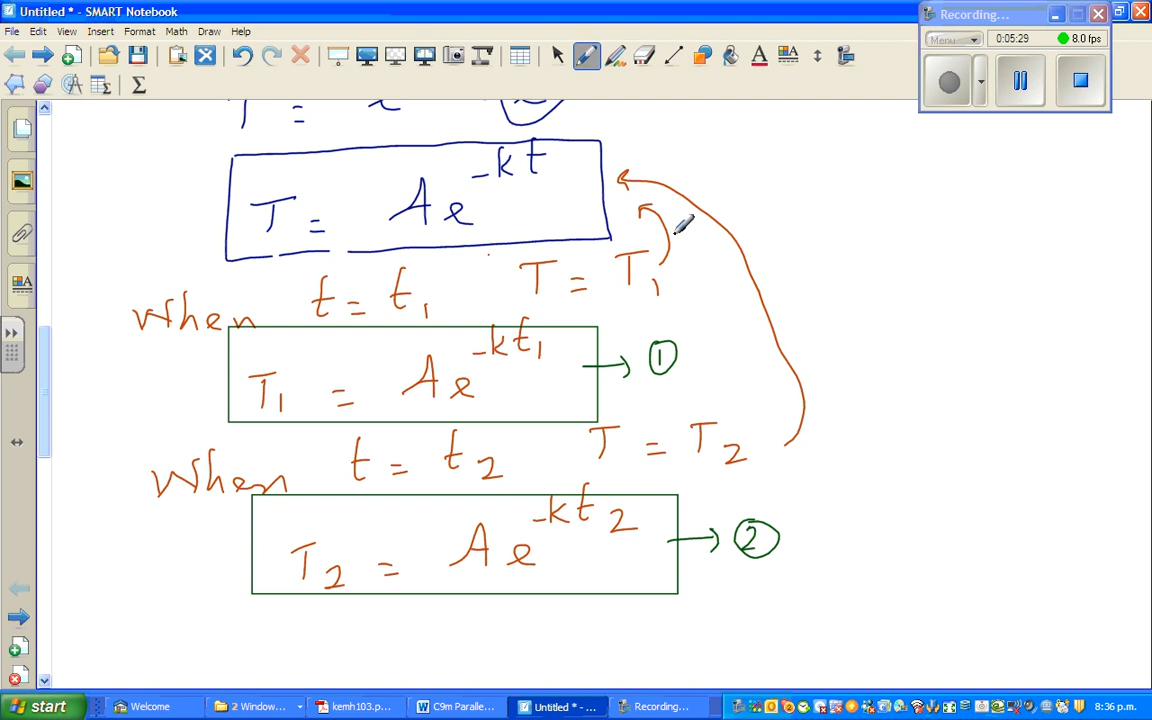 Untitled * - SMART Notebook
Recording...
File Edit View Insert Format Math Draw Help
Menu 0:05:29 8.0 fps
T =
T = Ae^-kt
When t = t1 T = T1
T1 = Ae^-kt1 → ①
When t = t2 T = T2
T2 = Ae^-kt2 → ②
start Welcome 2 Window... kemh103.p... C9m Paralle... Untitled * - ... Recording... 8:36 p.m.